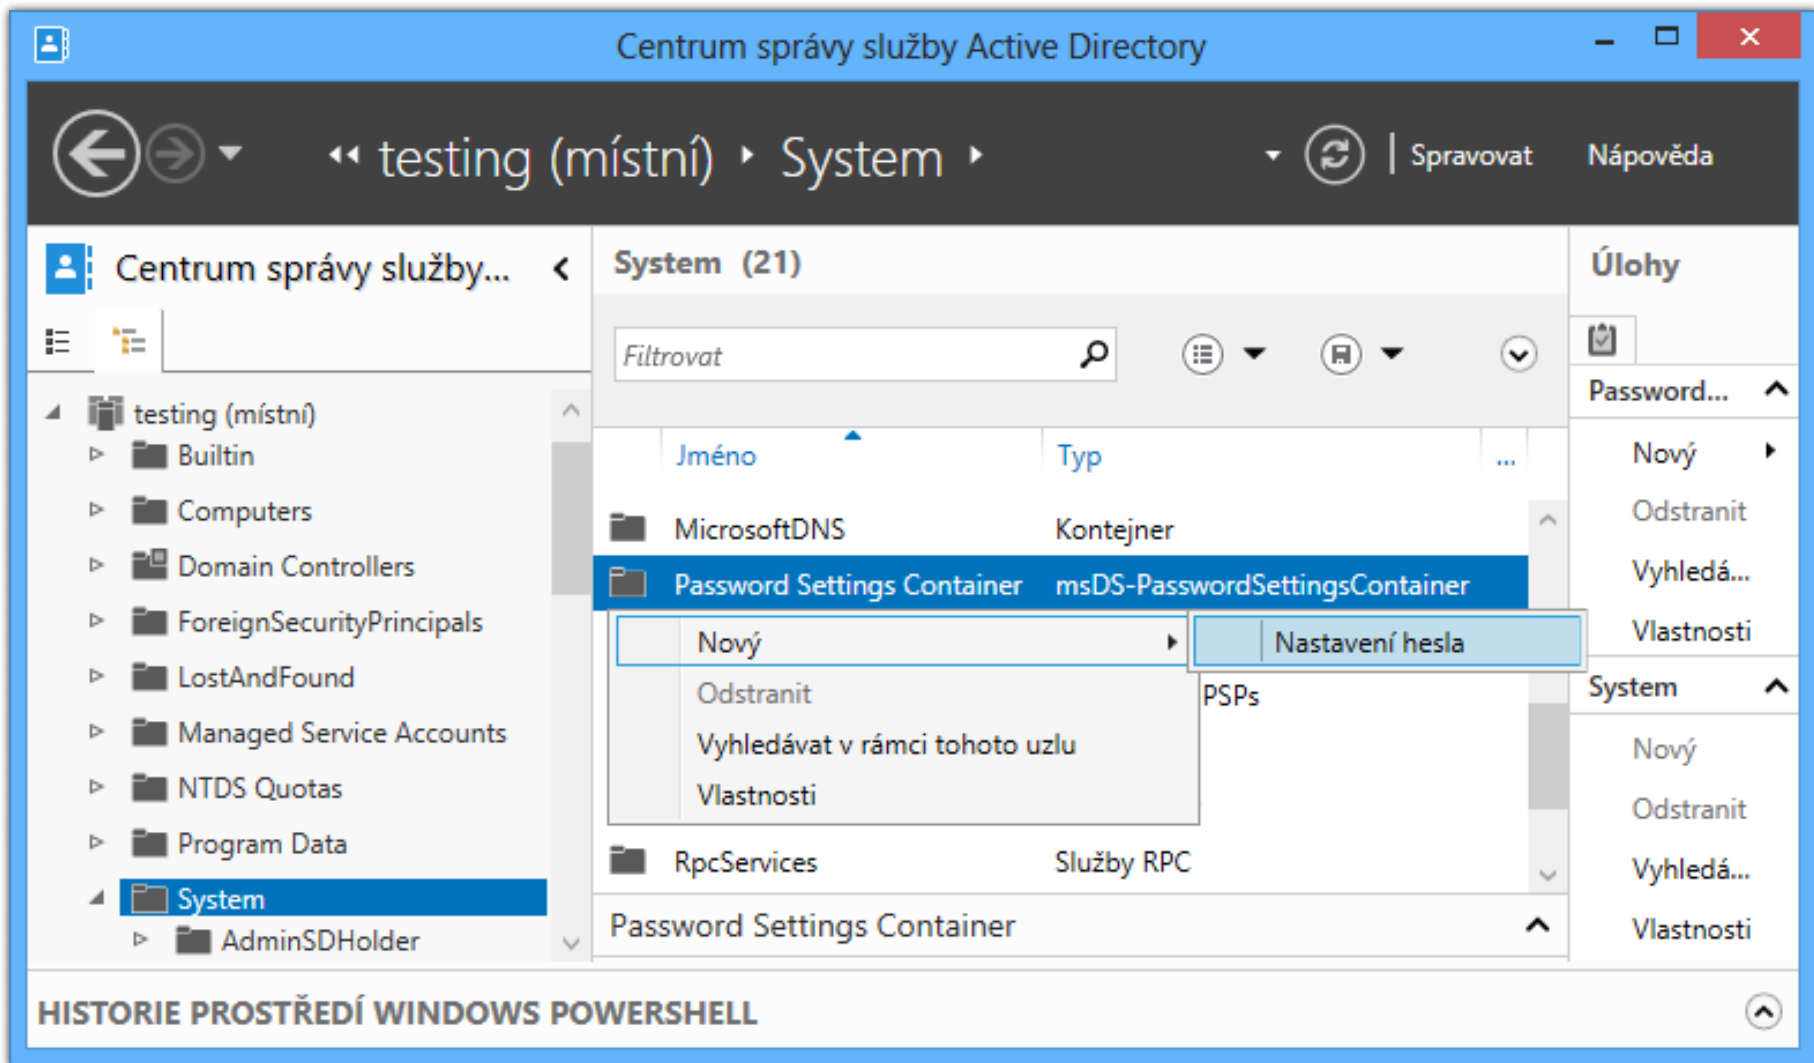 Centrum správy služby Active Directory
testing (místní) System
Spravovat
Nápověda
Centrum správy služby...
testing (místní)
Builtin
Computers
Domain Controllers
ForeignSecurityPrincipals
LostAndFound
Managed Service Accounts
NTDS Quotas
Program Data
System
AdminSDHolder
System (21)
Filtrovat
Jméno Typ ...
MicrosoftDNS Kontejner
Password Settings Container msDS-PasswordSettingsContainer
Nový
Nastavení hesla
Odstranit
PSPs
Vyhledávat v rámci tohoto uzlu
Vlastnosti
RpcServices Služby RPC
Password Settings Container
Úlohy
Password...
Nový
Odstranit
Vyhledá...
Vlastnosti
System
Nový
Odstranit
Vyhledá...
Vlastnosti
HISTORIE PROSTŘEDÍ WINDOWS POWERSHELL